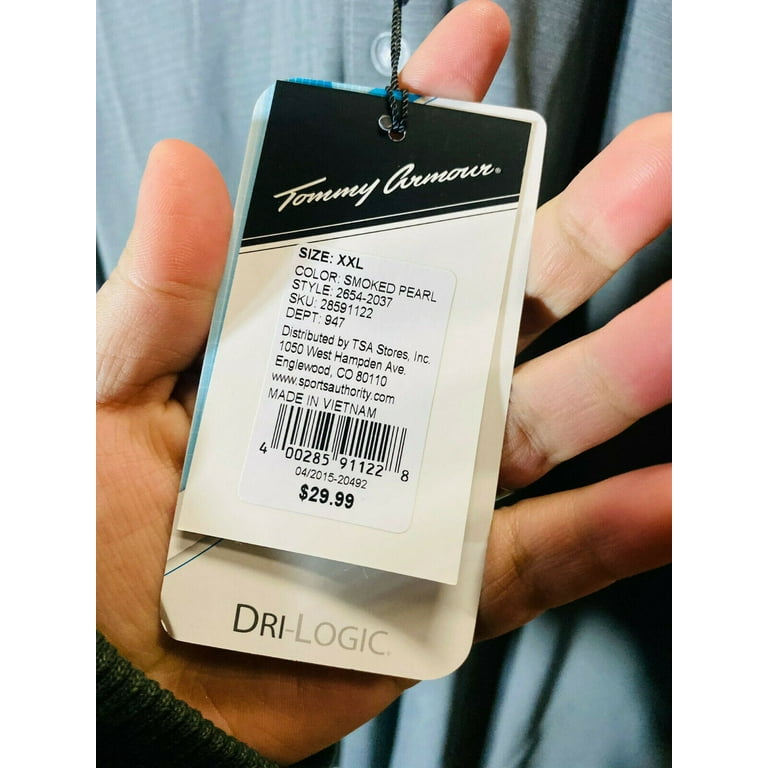 Tommy Armour®
SIZE: XXL
COLOR: SMOKED PEARL
STYLE: 2654-2037
SKU: 28591122
DEPT: 947
Distributed by TSA Stores, Inc.
1050 West Hampden Ave.
Englewood, CO 80110
www.sportsauthority.com
MADE IN VIETNAM
4 00285 91122 8
04/2015-20492
$29.99
DRI-LOGIC®